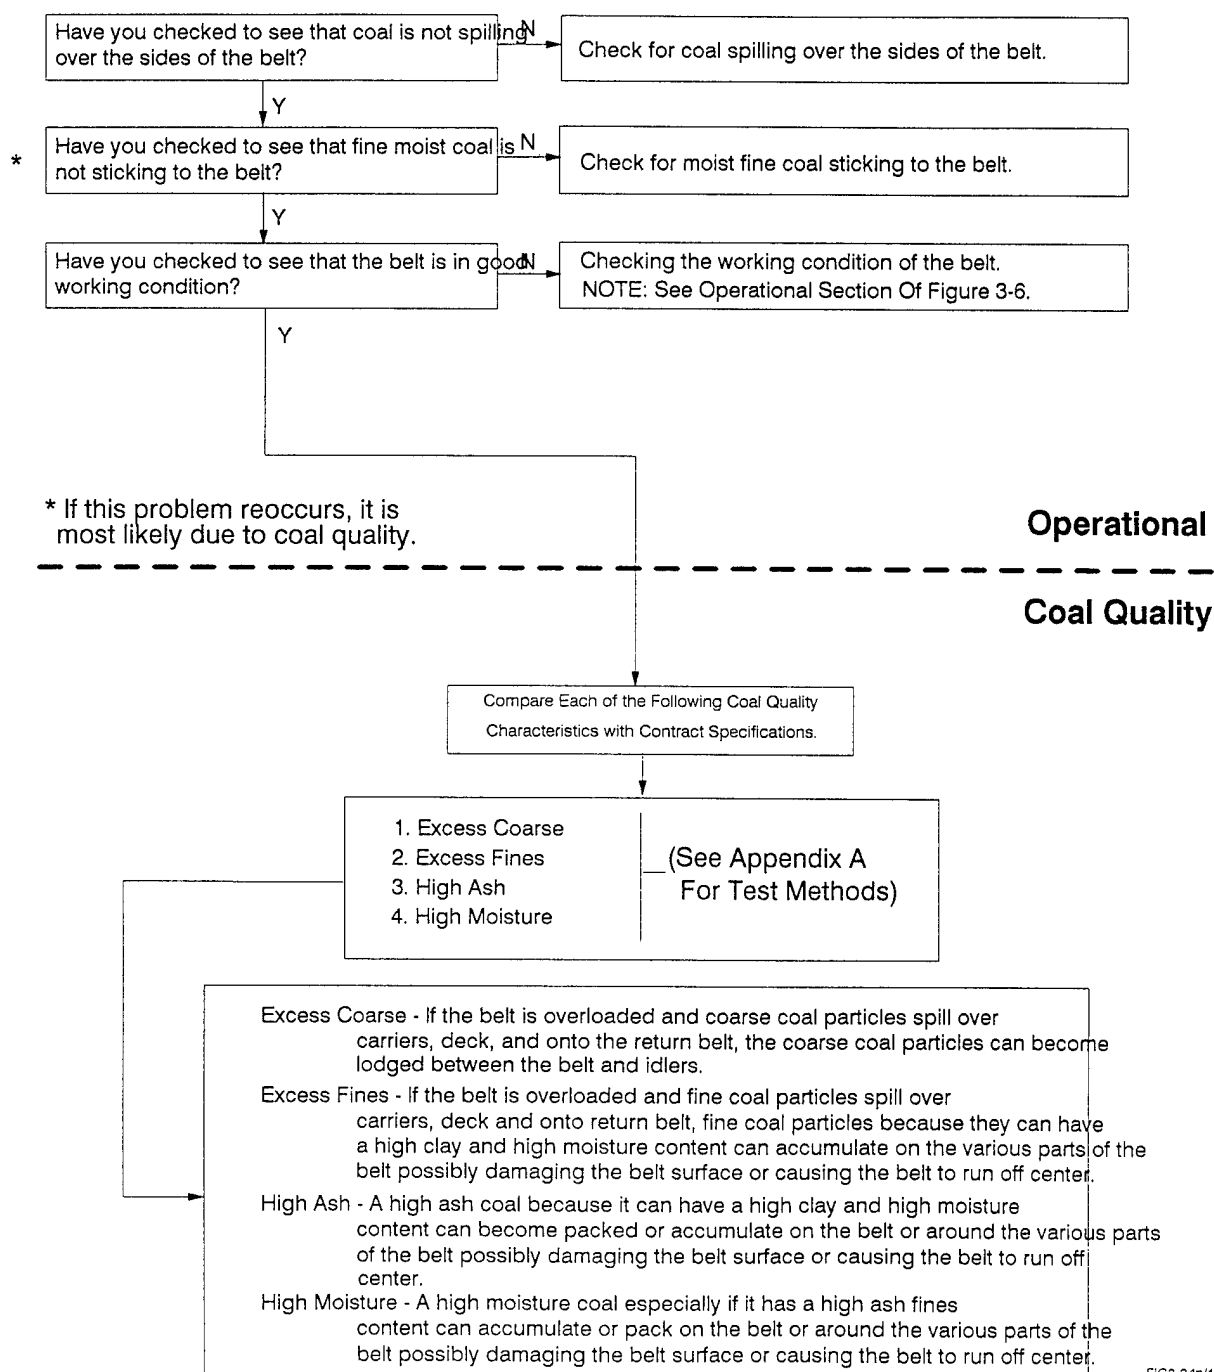 Have you checked to see that coal is not spilling
over the sides of the belt?
N
Check for coal spilling over the sides of the belt.
Y
*
Have you checked to see that fine moist coal is
not sticking to the belt?
N
Check for moist fine coal sticking to the belt.
Y
Have you checked to see that the belt is in good
working condition?
N
Checking the working condition of the belt.
NOTE: See Operational Section Of Figure 3-6.
Y
* If this problem reoccurs, it is
most likely due to coal quality.
Operational
Coal Quality
Compare Each of the Following Coal Quality
Characteristics with Contract Specifications.
1. Excess Coarse
2. Excess Fines
3. High Ash
4. High Moisture
(See Appendix A
For Test Methods)
Excess Coarse - If the belt is overloaded and coarse coal particles spill over
carriers, deck, and onto the return belt, the coarse coal particles can become
lodged between the belt and idlers.
Excess Fines - If the belt is overloaded and fine coal particles spill over
carriers, deck and onto return belt, fine coal particles because they can have
a high clay and high moisture content can accumulate on the various parts of the
belt possibly damaging the belt surface or causing the belt to run off center.
High Ash - A high ash coal because it can have a high clay and high moisture
content can become packed or accumulate on the belt or around the various parts
of the belt possibly damaging the belt surface or causing the belt to run off
center.
High Moisture - A high moisture coal especially if it has a high ash fines
content can accumulate or pack on the belt or around the various parts of the
belt possibly damaging the belt surface or causing the belt to run off center.